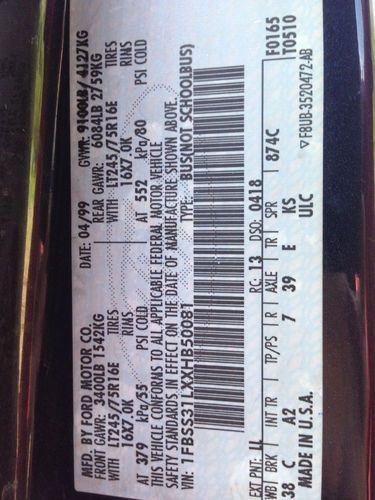 MFD. BY FORD MOTOR CO.
DATE: 04/99 GVWR: 9100LB/ 4127KG
FRONT GAWR: 3400LB 1542KG REAR GAWR: 6084LB 2759KG
WITH LT245/75R16E TIRES WITH LT245/75R16E TIRES
16X7.0K RIMS 16X7.0K RIMS
AT 379 kPa/55 PSI COLD AT 552 kPa/80 PSI COLD
THIS VEHICLE CONFORMS TO ALL APPLICABLE FEDERAL MOTOR VEHICLE
SAFETY STANDARDS IN EFFECT ON THE DATE OF MANUFACTURE SHOWN ABOVE.
VIN: 1FBSS31LXXHB50081 TYPE: BUS(NOT SCHOOLBUS)
F0165
T0510
EXT PNT: LL RC: 13 DSO: 0418
WB BRK INT TR TP/PS R AXLE TR SPR 874C
38 C A2 7 39 E KS
MADE IN U.S.A. ULC F8UB-3520472-AB